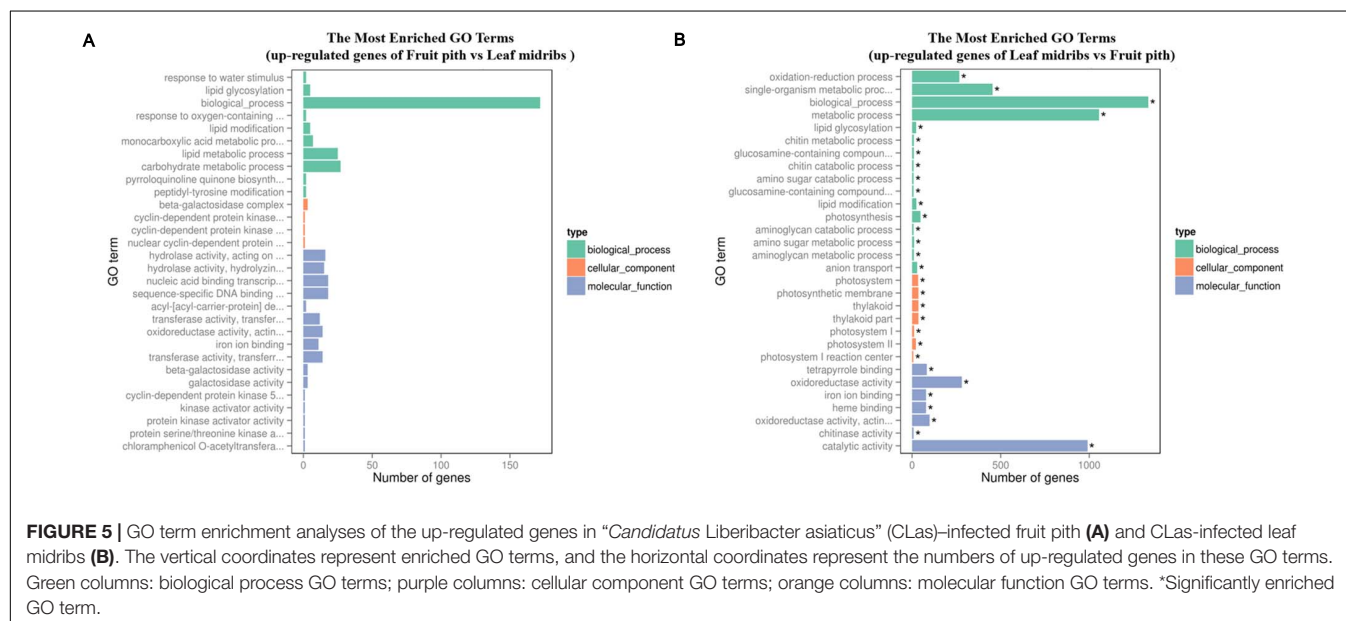 A
The Most Enriched GO Terms
(up-regulated genes of Fruit pith vs Leaf midribs )
GO term
response to water stimulus
lipid glycosylation
biological_process
response to oxygen-containing ...
lipid modification
monocarboxylic acid metabolic pro...
lipid metabolic process
carbohydrate metabolic process
pyrroloquinoline quinone biosynth...
peptidyl-tyrosine modification
beta-galactosidase complex
cyclin-dependent protein kinase...
cyclin-dependent protein kinase ...
nuclear cyclin-dependent protein ...
hydrolase activity, acting on ...
hydrolase activity, hydrolyzin...
nucleic acid binding transcrip...
sequence-specific DNA binding ...
acyl-[acyl-carrier-protein] de...
transferase activity, transfer...
oxidoreductase activity, actin...
iron ion binding
transferase activity, transferr...
beta-galactosidase activity
galactosidase activity
cyclin-dependent protein kinase 5...
kinase activator activity
protein kinase activator activity
protein serine/threonine kinase a...
chloramphenicol O-acetyltransfera...
0 50 100 150
Number of genes
type
biological_process
cellular_component
molecular_function
B
The Most Enriched GO Terms
(up-regulated genes of Leaf midribs vs Fruit pith)
GO term
oxidation-reduction process *
single-organism metabolic proc... *
biological_process *
metabolic process *
lipid glycosylation *
chitin metabolic process *
glucosamine-containing compoun... *
chitin catabolic process *
amino sugar catabolic process *
glucosamine-containing compound... *
lipid modification *
photosynthesis *
aminoglycan catabolic process *
amino sugar metabolic process *
aminoglycan metabolic process *
anion transport *
photosystem *
photosynthetic membrane *
thylakoid *
thylakoid part *
photosystem I *
photosystem II *
photosystem I reaction center *
tetrapyrrole binding *
oxidoreductase activity *
iron ion binding *
heme binding *
oxidoreductase activity, actin... *
chitinase activity *
catalytic activity *
0 500 1000
Number of genes
type
biological_process
cellular_component
molecular_function
FIGURE 5 | GO term enrichment analyses of the up-regulated genes in “Candidatus Liberibacter asiaticus” (CLas)–infected fruit pith (A) and CLas-infected leaf
midribs (B). The vertical coordinates represent enriched GO terms, and the horizontal coordinates represent the numbers of up-regulated genes in these GO terms.
Green columns: biological process GO terms; purple columns: cellular component GO terms; orange columns: molecular function GO terms. *Significantly enriched
GO term.